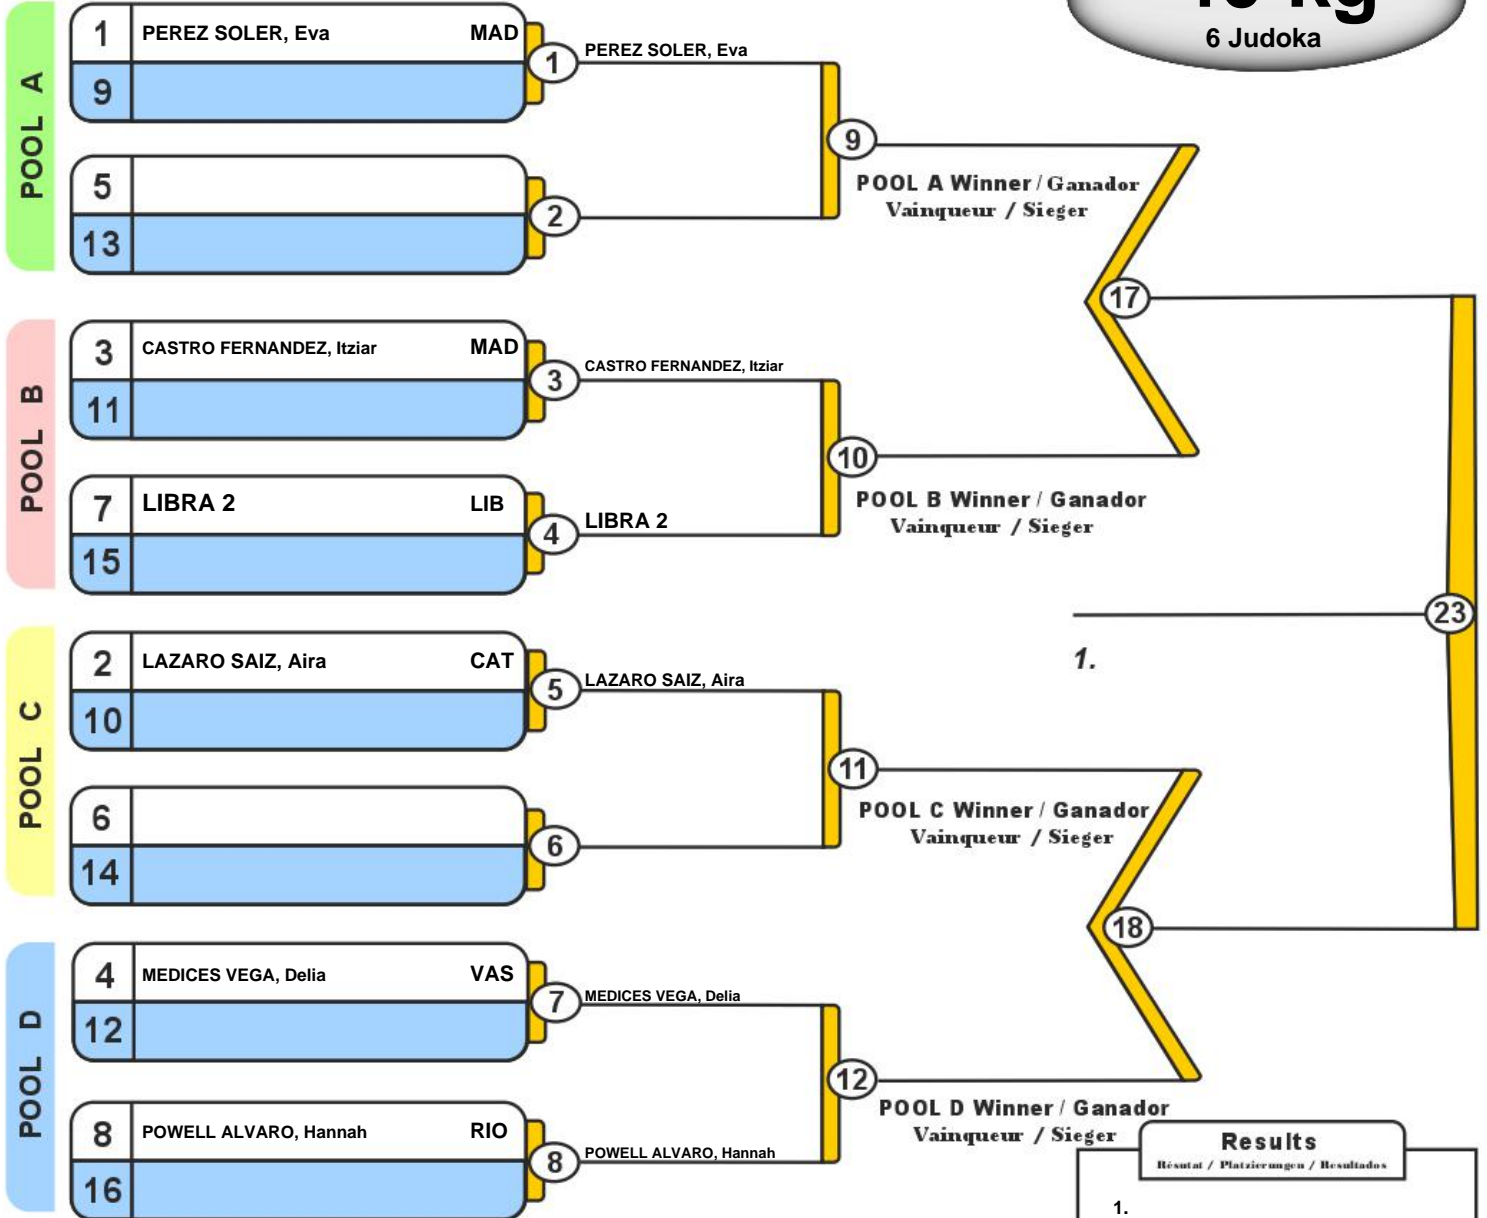 6 Judoka
POOL A
1 PEREZ SOLER, Eva MAD
9
1 PEREZ SOLER, Eva
5
13
2
9
POOL A Winner / Ganador
Vainqueur / Sieger
17
POOL B
3 CASTRO FERNANDEZ, Itziar MAD
11
3 CASTRO FERNANDEZ, Itziar
7 LIBRA 2 LIB
15
4 LIBRA 2
10
POOL B Winner / Ganador
Vainqueur / Sieger
23
1.
POOL C
2 LAZARO SAIZ, Aira CAT
10
5 LAZARO SAIZ, Aira
6
14
6
11
POOL C Winner / Ganador
Vainqueur / Sieger
18
POOL D
4 MEDICES VEGA, Delia VAS
12
7 MEDICES VEGA, Delia
8 POWELL ALVARO, Hannah RIO
16
8 POWELL ALVARO, Hannah
12
POOL D Winner / Ganador
Vainqueur / Sieger
Results
Résutat / Platzierungen / Resultados
1.